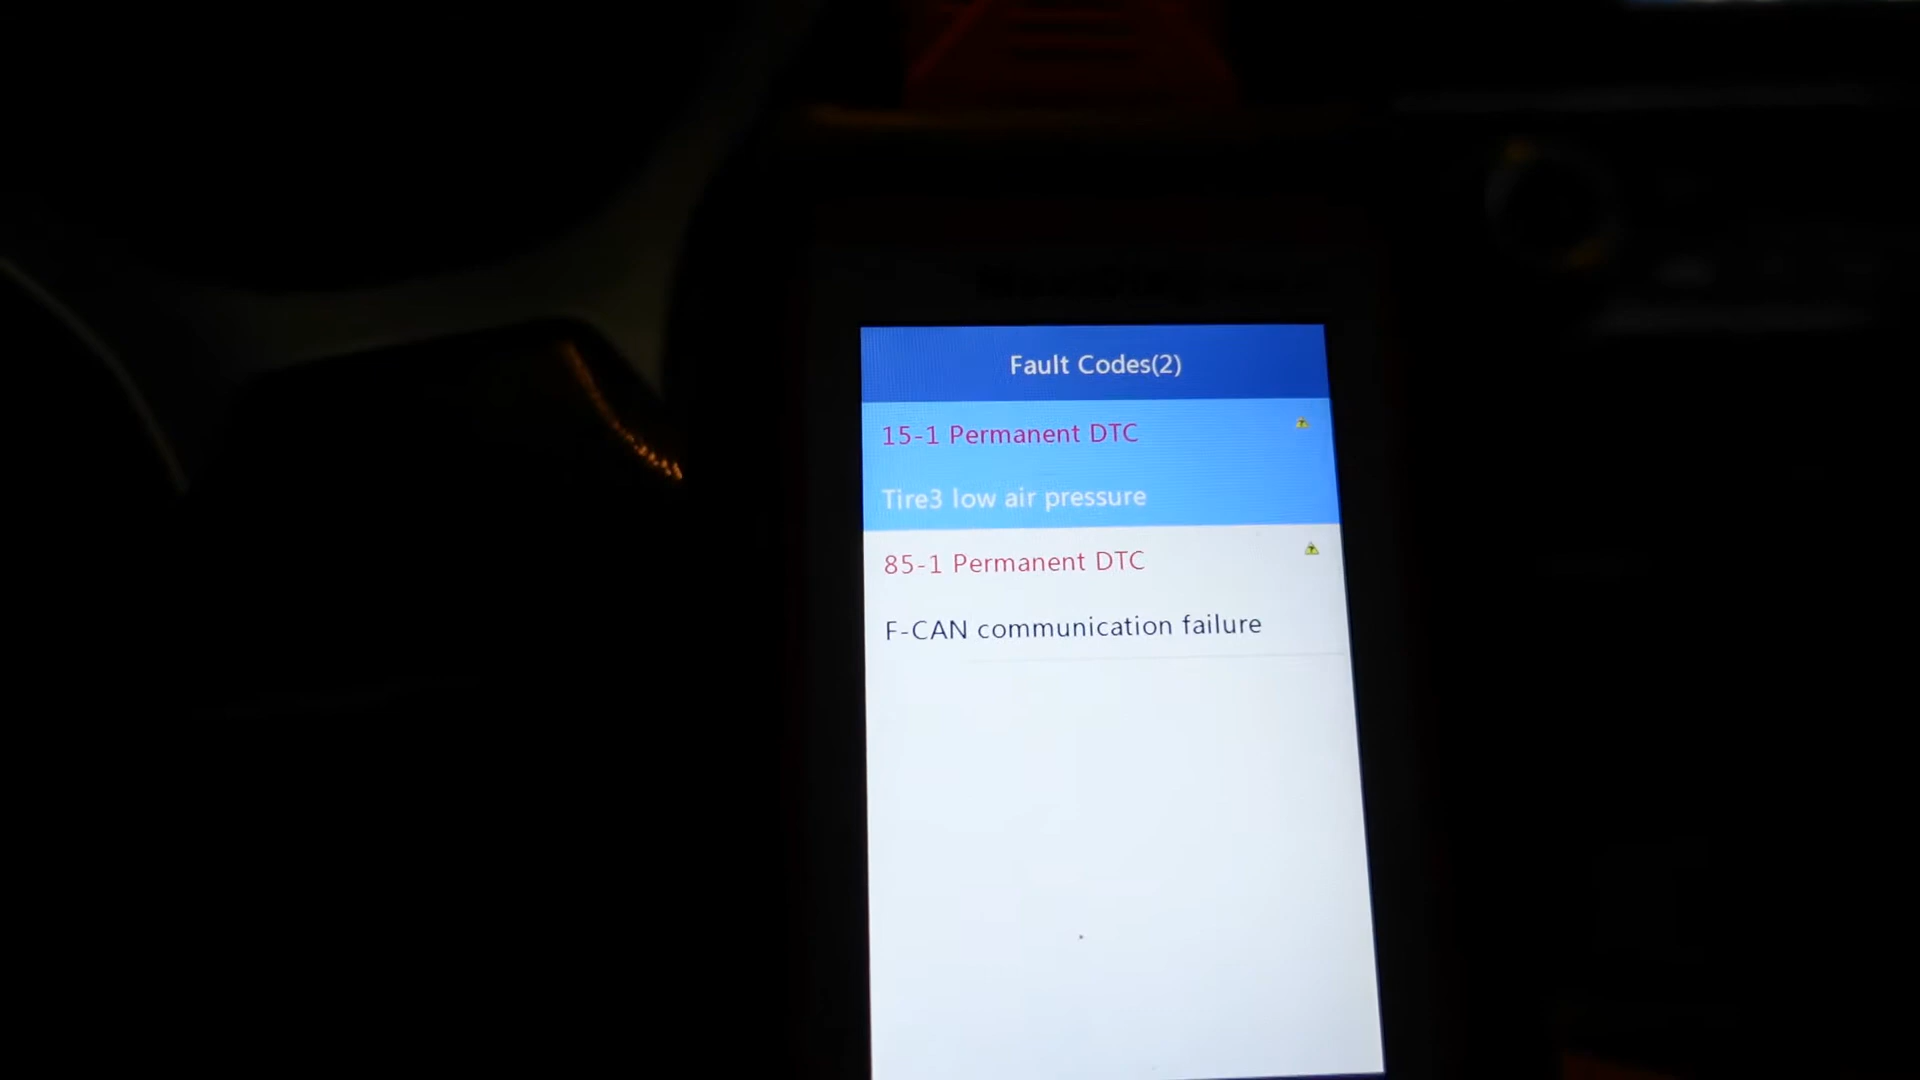 Fault Codes(2)
15-1 Permanent DTC
Tire3 low air pressure
85-1 Permanent DTC
F-CAN communication failure